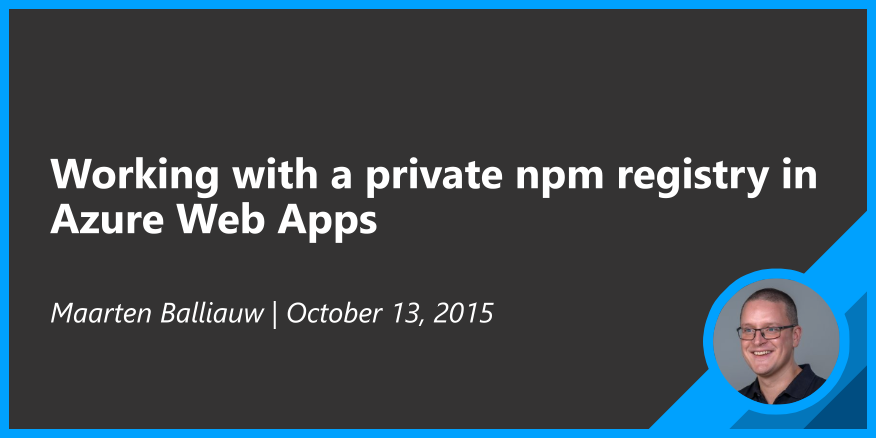 Working with a private npm registry in
Azure Web Apps
Maarten Balliauw | October 13, 2015